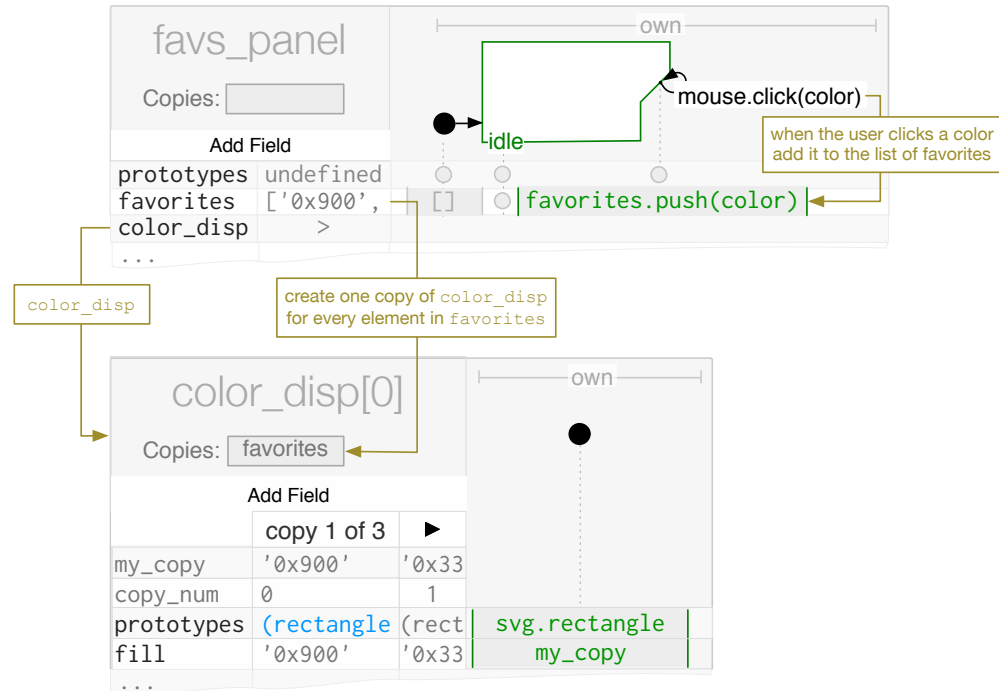 favs_panel
own
Copies:
mouse.click(color)
idle
when the user clicks a color
add it to the list of favorites
Add Field
prototypes undefined
favorites ['0x900', [] favorites.push(color)
color_disp >
...
color_disp
create one copy of color_disp
for every element in favorites
color_disp[0]
own
Copies: favorites
Add Field
copy 1 of 3
my_copy '0x900' '0x33
copy_num 0 1
prototypes (rectangle (rect svg.rectangle
fill '0x900' '0x33 my_copy
...